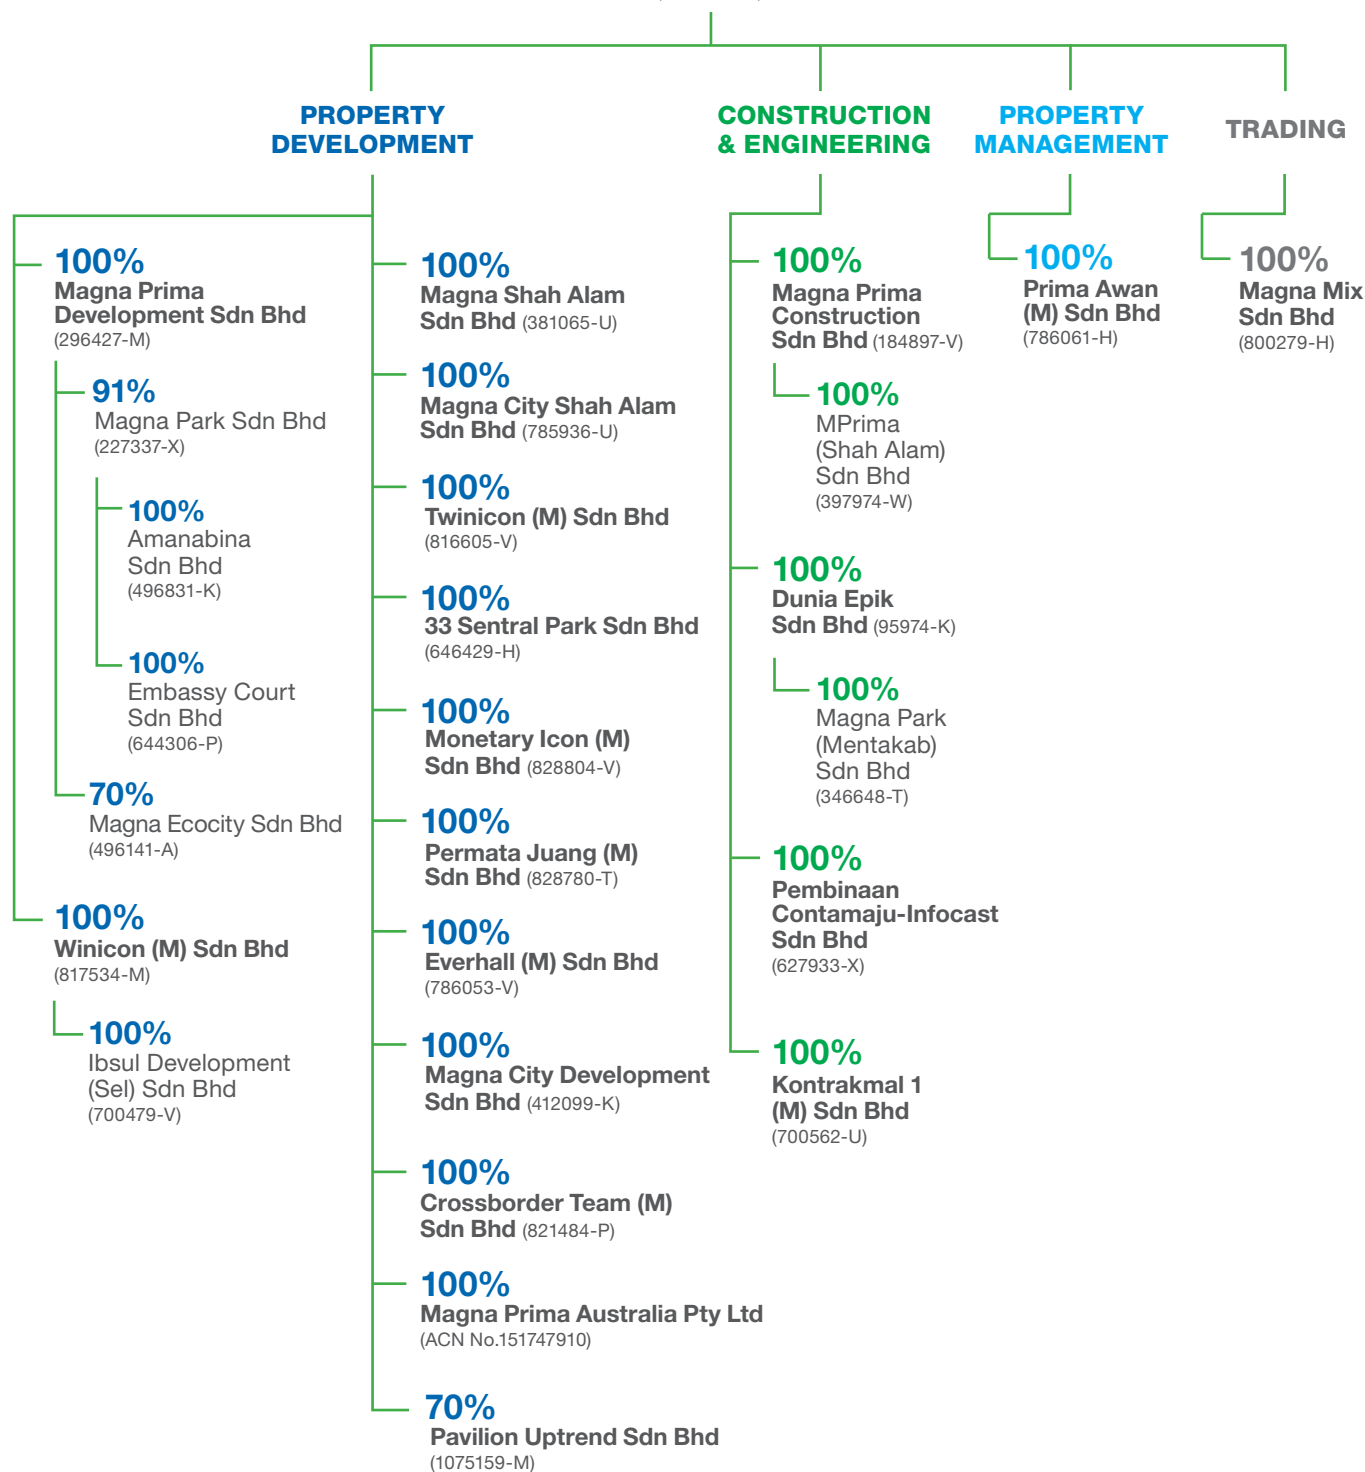 PROPERTY
DEVELOPMENT
100%
Magna Prima
Development Sdn Bhd
(296427-M)
91%
Magna Park Sdn Bhd
(227337-X)
100%
Amanabina
Sdn Bhd
(496831-K)
100%
Embassy Court
Sdn Bhd
(644306-P)
70%
Magna Ecocity Sdn Bhd
(496141-A)
100%
Winicon (M) Sdn Bhd
(817534-M)
100%
Ibsul Development
(Sel) Sdn Bhd
(700479-V)
100%
Magna Shah Alam
Sdn Bhd (381065-U)
100%
Magna City Shah Alam
Sdn Bhd (785936-U)
100%
Twinicon (M) Sdn Bhd
(816605-V)
100%
33 Sentral Park Sdn Bhd
(646429-H)
100%
Monetary Icon (M)
Sdn Bhd (828804-V)
100%
Permata Juang (M)
Sdn Bhd (828780-T)
100%
Everhall (M) Sdn Bhd
(786053-V)
100%
Magna City Development
Sdn Bhd (412099-K)
100%
Crossborder Team (M)
Sdn Bhd (821484-P)
100%
Magna Prima Australia Pty Ltd
(ACN No.151747910)
70%
Pavilion Uptrend Sdn Bhd
(1075159-M)
CONSTRUCTION
& ENGINEERING
100%
Magna Prima
Construction
Sdn Bhd (184897-V)
100%
MPrima
(Shah Alam)
Sdn Bhd
(397974-W)
100%
Dunia Epik
Sdn Bhd (95974-K)
100%
Magna Park
(Mentakab)
Sdn Bhd
(346648-T)
100%
Pembinaan
Contamaju-Infocast
Sdn Bhd
(627933-X)
100%
Kontrakmal 1
(M) Sdn Bhd
(700562-U)
PROPERTY
MANAGEMENT
100%
Prima Awan
(M) Sdn Bhd
(786061-H)
TRADING
100%
Magna Mix
Sdn Bhd
(800279-H)